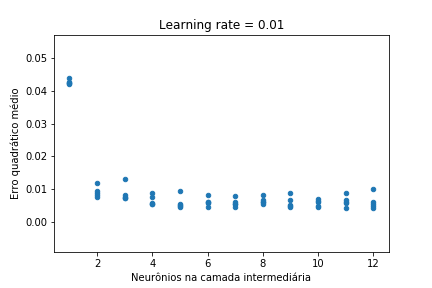 Learning rate = 0.01
0.05
0.04
0.03
0.02
0.01
0.00
Erro quadrático médio
2 4 6 8 10 12
Neurônios na camada intermediária